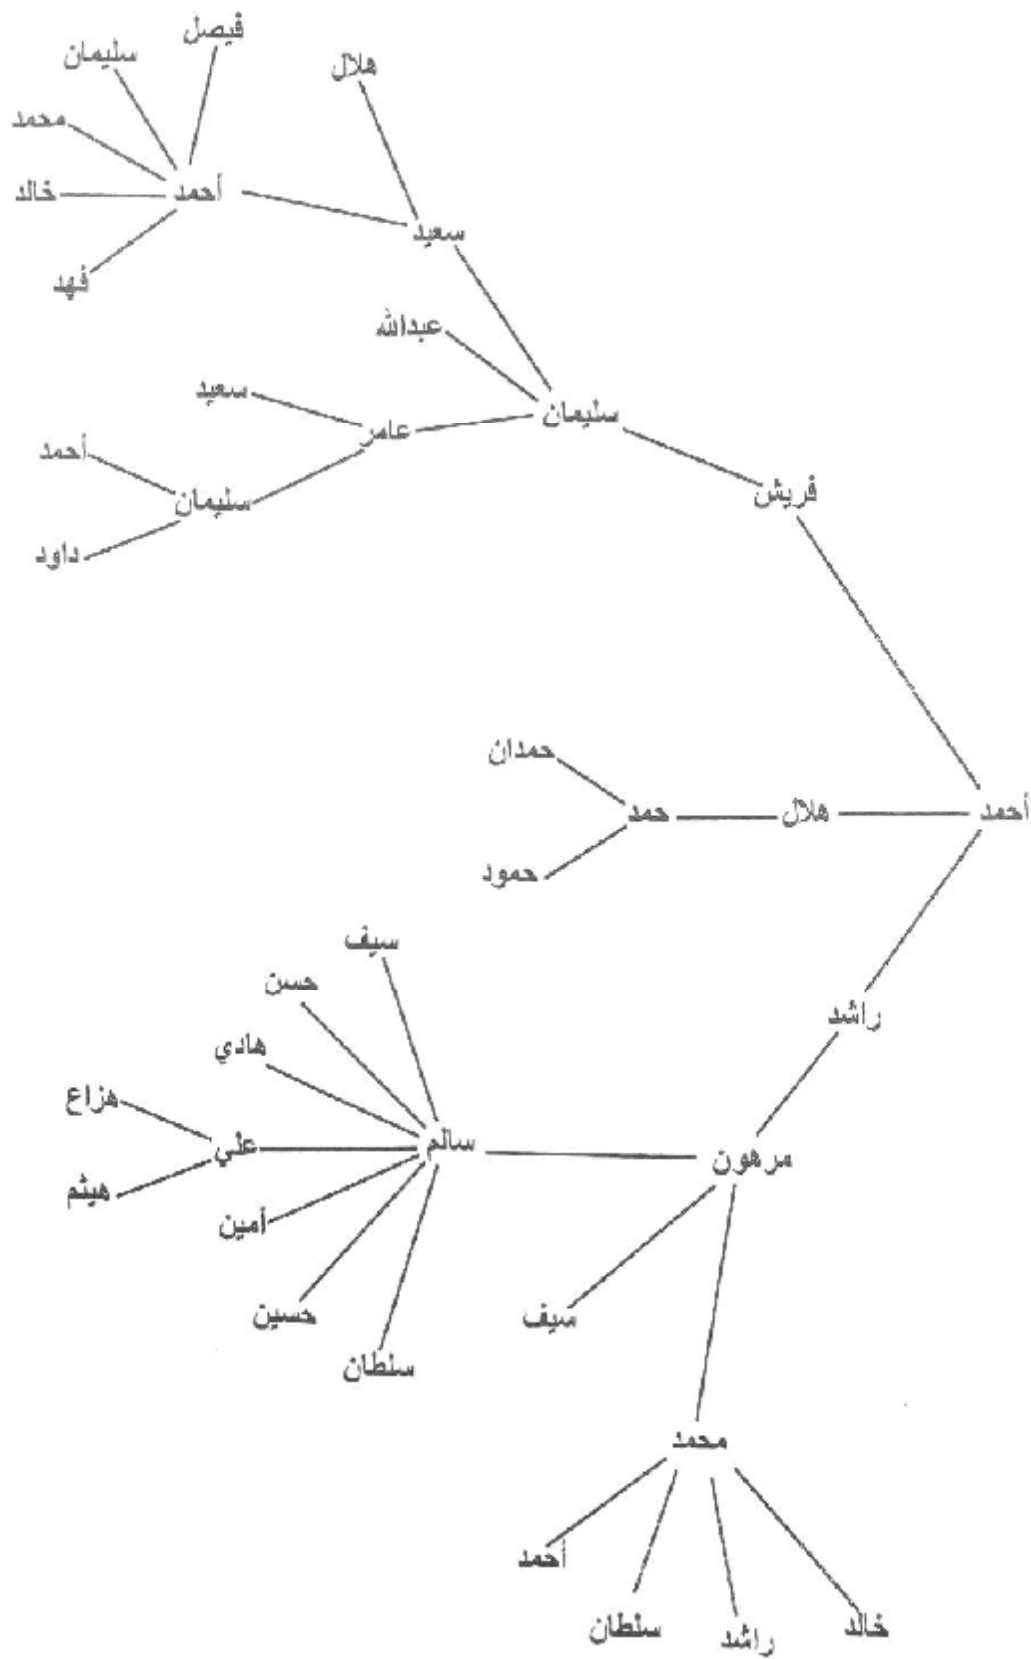 فيصل
سليمان
هلال
محمد
أحمد
خالد
سعيد
فهد
عبدالله
سعيد
سليمان
عامر
أحمد
قريش
سليمان
داود
حمدان
أحمد
هلال
حمد
حمود
سيف
حسن
راشد
هادي
هزاع
سالم
علي
مرهون
هيثم
أمين
حسين
سيف
سلطان
محمد
أحمد
خالد
سلطان
راشد